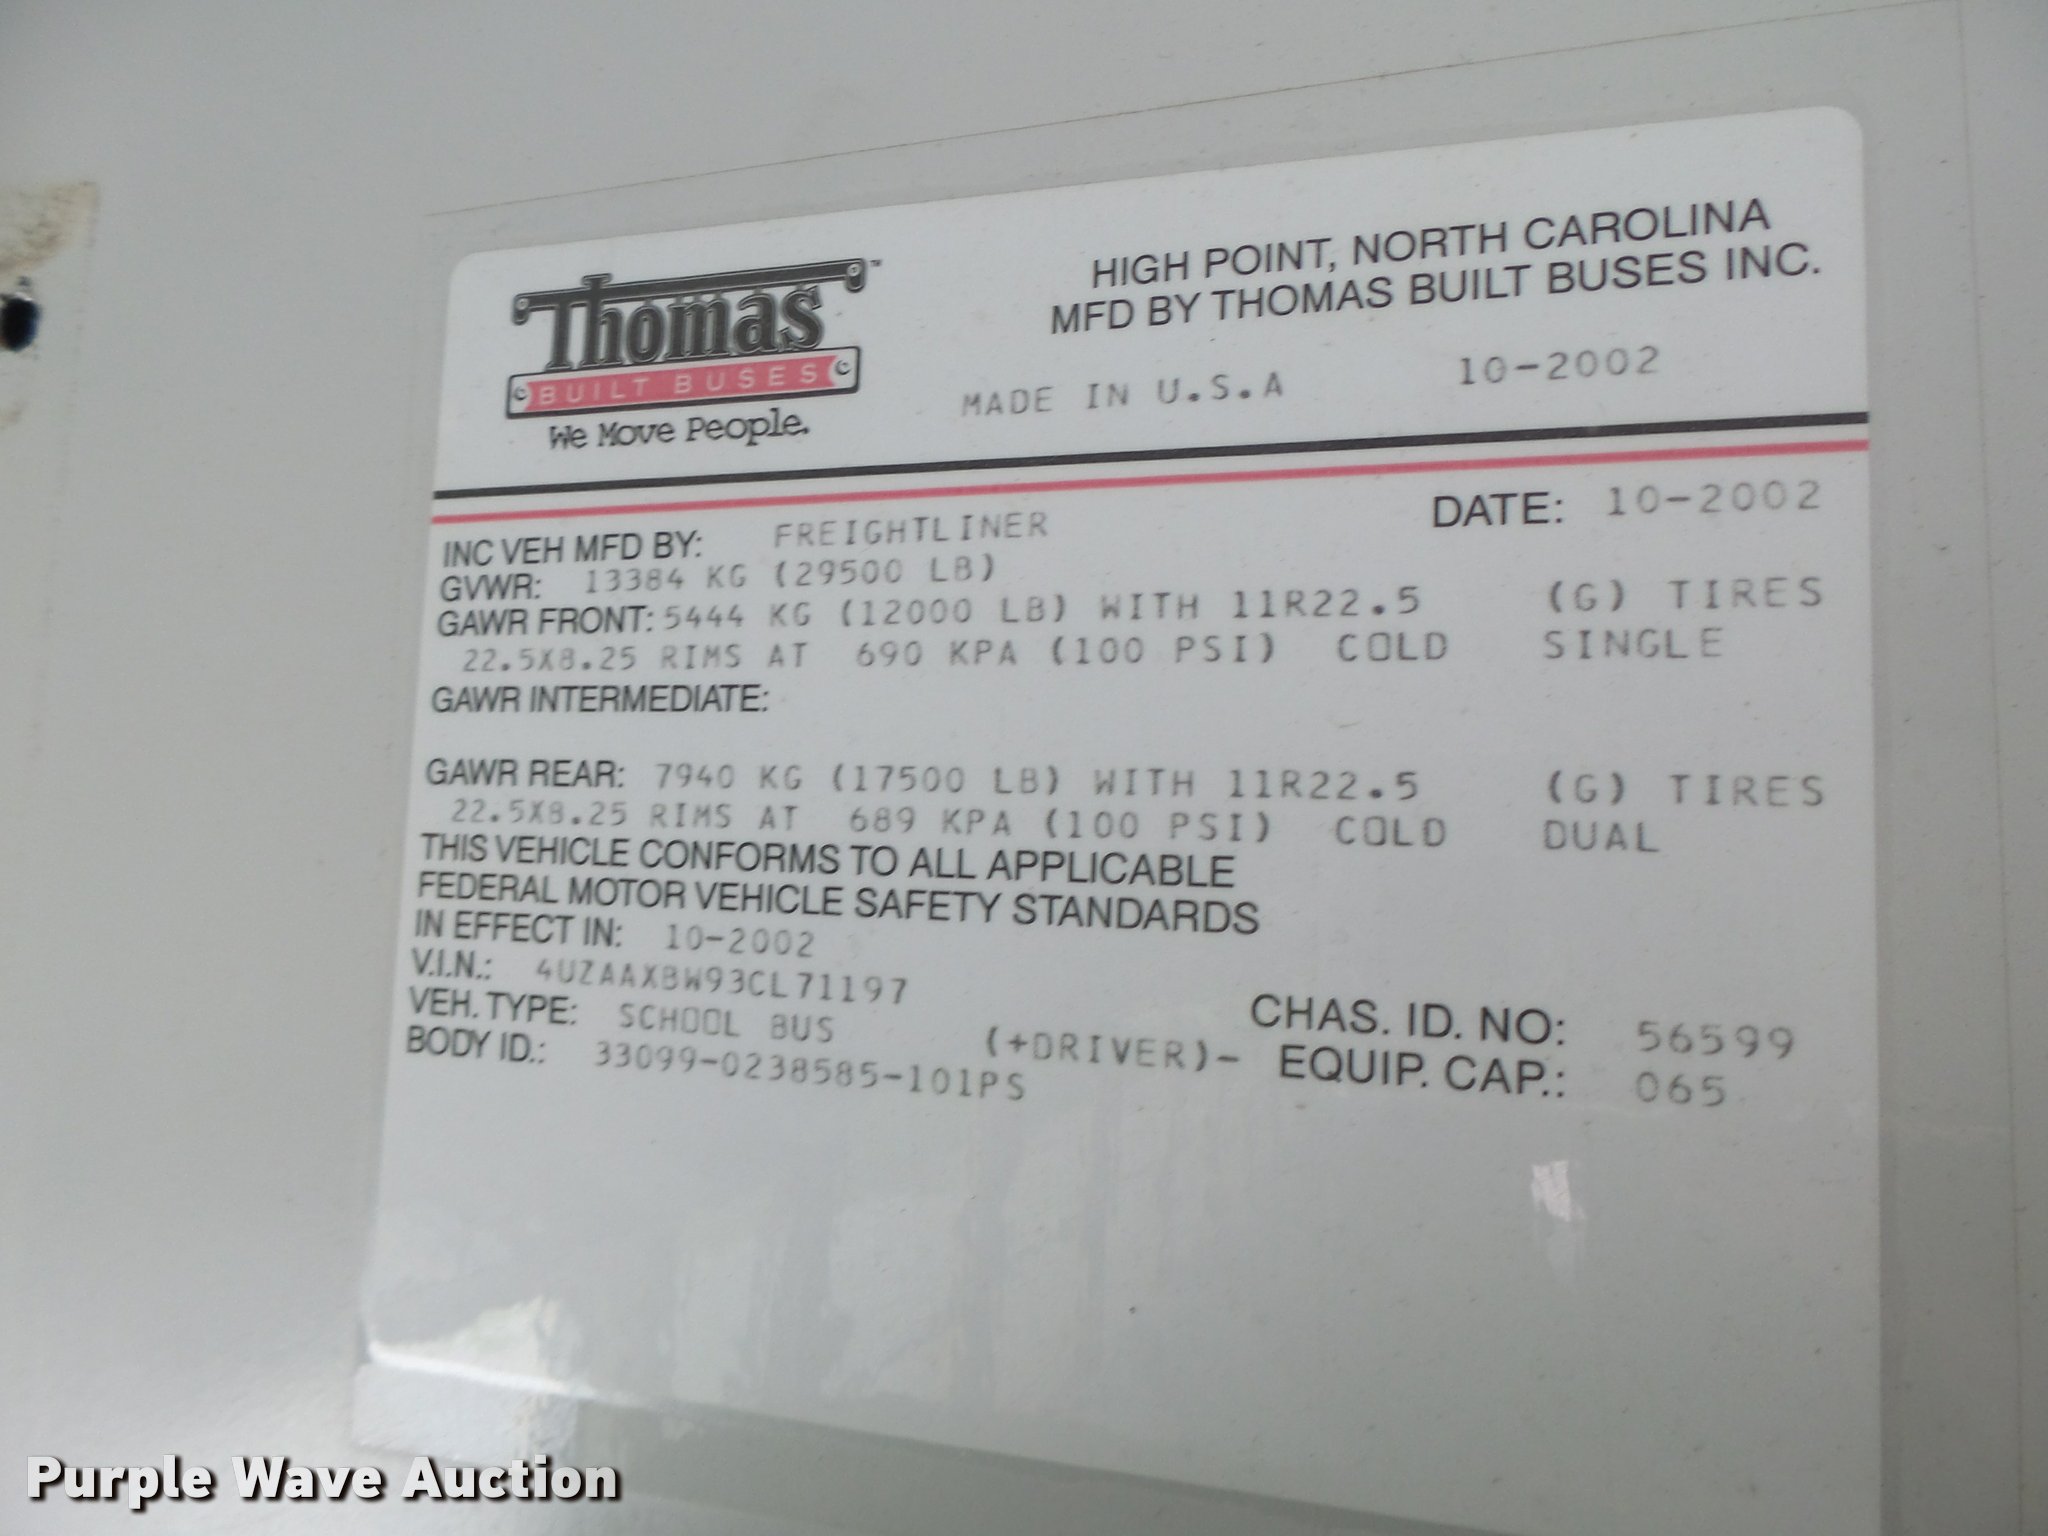 Thomas™
BUILT BUSES
We Move People.
HIGH POINT, NORTH CAROLINA
MFD BY THOMAS BUILT BUSES INC.
MADE IN U.S.A 10-2002
INC VEH MFD BY: FREIGHTLINER DATE: 10-2002
GVWR: 13384 KG (29500 LB)
GAWR FRONT: 5444 KG (12000 LB) WITH 11R22.5 (G) TIRES
22.5X8.25 RIMS AT 690 KPA (100 PSI) COLD SINGLE
GAWR INTERMEDIATE:
GAWR REAR: 7940 KG (17500 LB) WITH 11R22.5 (G) TIRES
22.5X8.25 RIMS AT 689 KPA (100 PSI) COLD DUAL
THIS VEHICLE CONFORMS TO ALL APPLICABLE
FEDERAL MOTOR VEHICLE SAFETY STANDARDS
IN EFFECT IN: 10-2002
V.I.N.: 4UZAAXBW93CL71197
VEH. TYPE: SCHOOL BUS CHAS. ID. NO: 56599
BODY ID.: 33099-0238585-101PS (+DRIVER)- EQUIP. CAP.: 065
Purple Wave Auction